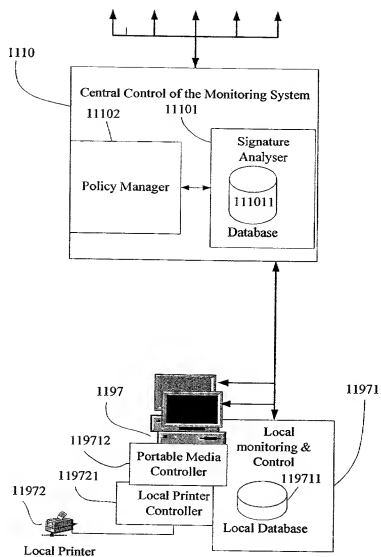 1110
Central Control of the Monitoring System
11102
11101
Signature
Analyser
Policy Manager
111011
Database
1197
11971
119712
Portable Media
Controller
119721
Local Printer
Controller
11972
Local Printer
Local
monitoring &
Control
119711
Local Database